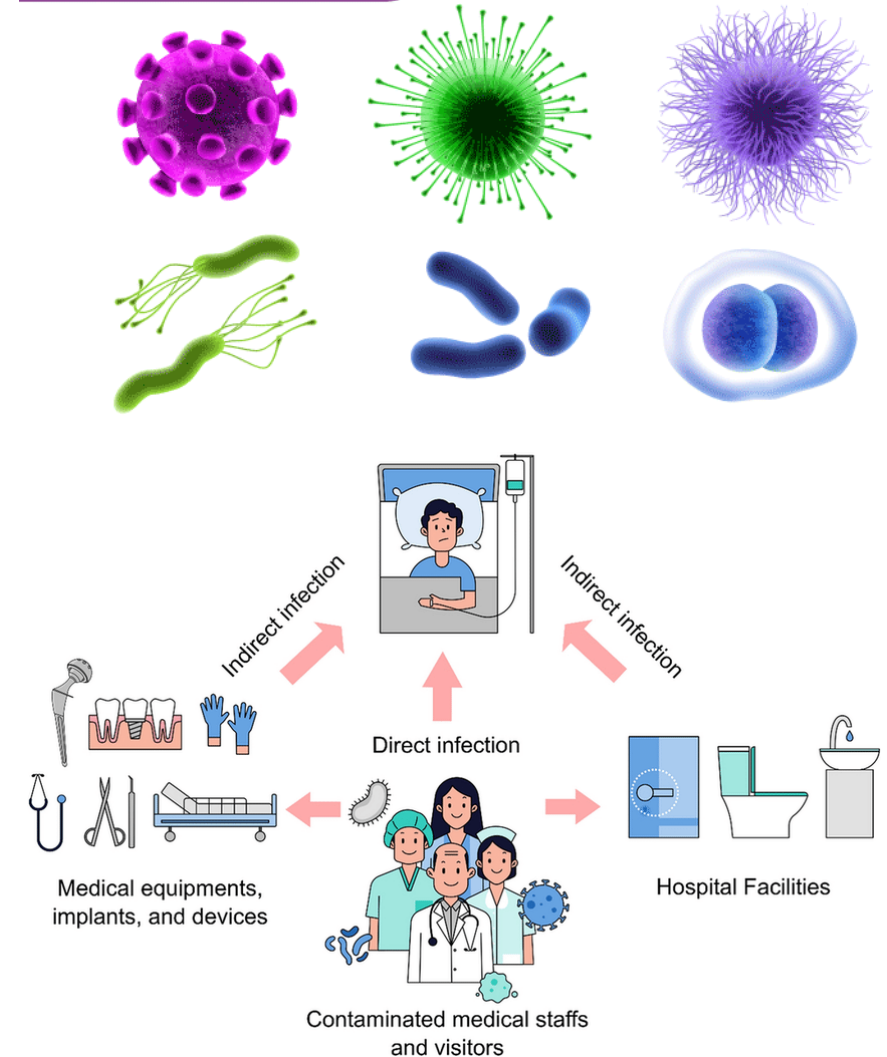 Indirect infection
Indirect infection
Direct infection
Medical equipments,
implants, and devices
Hospital Facilities
Contaminated medical staffs
and visitors